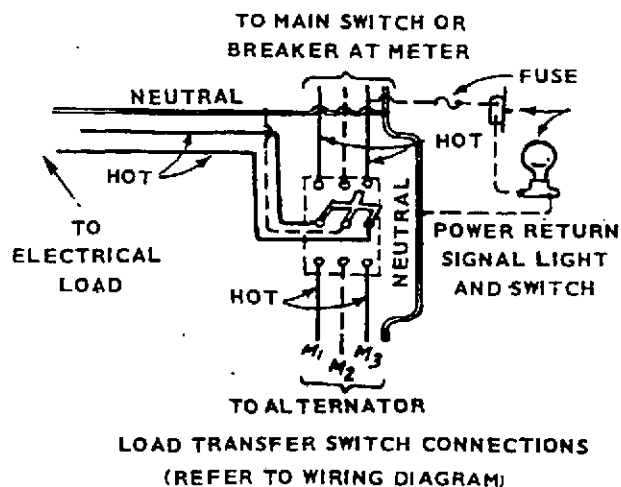 TO MAIN SWITCH OR
BREAKER AT METER
FUSE
NEUTRAL
HOT
HOT
NEUTRAL
TO
ELECTRICAL
LOAD
POWER RETURN
SIGNAL LIGHT
AND SWITCH
HOT
M1
M2
M3
TO ALTERNATOR
LOAD TRANSFER SWITCH CONNECTIONS
(REFER TO WIRING DIAGRAM)